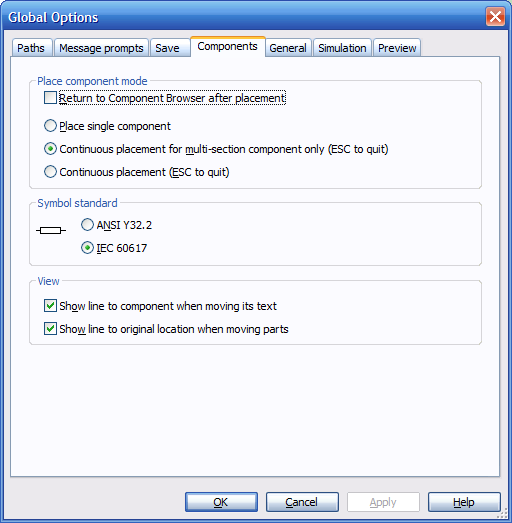 Global Options
Paths Message prompts Save Components General Simulation Preview
Place component mode
Return to Component Browser after placement
Place single component
Continuous placement for multi-section component only (ESC to quit)
Continuous placement (ESC to quit)
Symbol standard
ANSI Y32.2
IEC 60617
View
Show line to component when moving its text
Show line to original location when moving parts
OK Cancel Apply Help